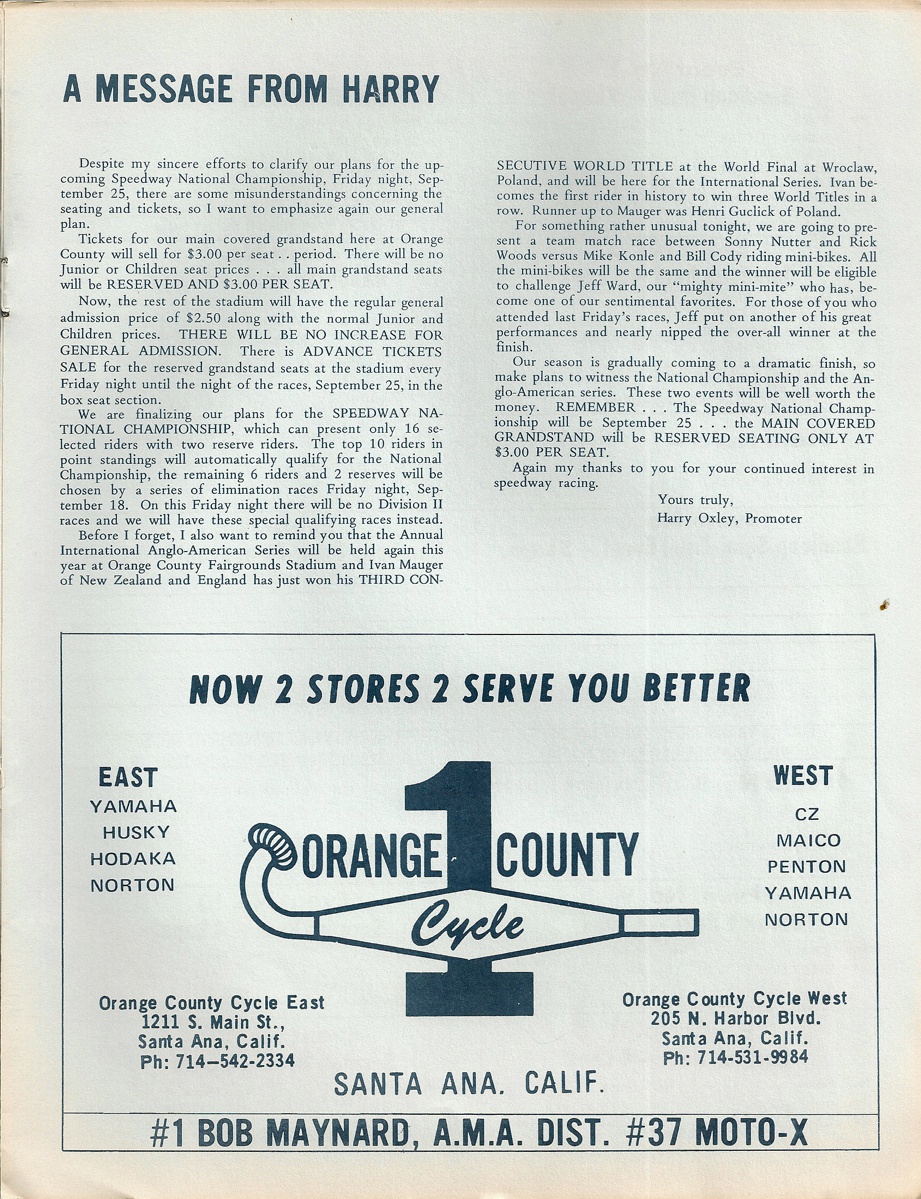 A MESSAGE FROM HARRY
Despite my sincere efforts to clarify our plans for the up-
coming Speedway National Championship, Friday night, Sep-
tember 25, there are some misunderstandings concerning the
seating and tickets, so I want to emphasize again our general
plan.
Tickets for our main covered grandstand here at Orange
County will sell for $3.00 per seat . . period. There will be no
Junior or Children seat prices . . . all main grandstand seats
will be RESERVED AND $3.00 PER SEAT.
Now, the rest of the stadium will have the regular general
admission price of $2.50 along with the normal Junior and
Children prices. THERE WILL BE NO INCREASE FOR
GENERAL ADMISSION. There is ADVANCE TICKETS
SALE for the reserved grandstand seats at the stadium every
Friday night until the night of the races, September 25, in the
box seat section.
We are finalizing our plans for the SPEEDWAY NA-
TIONAL CHAMPIONSHIP, which can present only 16 se-
lected riders with two reserve riders. The top 10 riders in
point standings will automatically qualify for the National
Championship, the remaining 6 riders and 2 reserves will be
chosen by a series of elimination races Friday night, Sep-
tember 18. On this Friday night there will be no Division II
races and we will have these special qualifying races instead.
Before I forget, I also want to remind you that the Annual
International Anglo-American Series will be held again this
year at Orange County Fairgrounds Stadium and Ivan Mauger
of New Zealand and England has just won his THIRD CON-
SECUTIVE WORLD TITLE at the World Final at Wroclaw,
Poland, and will be here for the International Series. Ivan be-
comes the first rider in history to win three World Titles in a
row. Runner up to Mauger was Henri Guclick of Poland.
For something rather unusual tonight, we are going to pre-
sent a team match race between Sonny Nutter and Rick
Woods versus Mike Konle and Bill Cody riding mini-bikes. All
the mini-bikes will be the same and the winner will be eligible
to challenge Jeff Ward, our "mighty mini-mite" who has, be-
come one of our sentimental favorites. For those of you who
attended last Friday's races, Jeff put on another of his great
performances and nearly nipped the over-all winner at the
finish.
Our season is gradually coming to a dramatic finish, so
make plans to witness the National Championship and the An-
glo-American series. These two events will be well worth the
money. REMEMBER . . . The Speedway National Champ-
ionship will be September 25 . . . the MAIN COVERED
GRANDSTAND will be RESERVED SEATING ONLY AT
$3.00 PER SEAT.
Again my thanks to you for your continued interest in
speedway racing.
Yours truly,
Harry Oxley, Promoter
NOW 2 STORES 2 SERVE YOU BETTER
EAST
YAMAHA
HUSKY
HODAKA
NORTON
ORANGE 1 COUNTY
Cycle
WEST
CZ
MAICO
PENTON
YAMAHA
NORTON
Orange County Cycle East
1211 S. Main St.,
Santa Ana, Calif.
Ph: 714–542-2334
Orange County Cycle West
205 N. Harbor Blvd.
Santa Ana, Calif.
Ph: 714-531-9984
SANTA ANA. CALIF.
#1 BOB MAYNARD, A.M.A. DIST. #37 MOTO-X